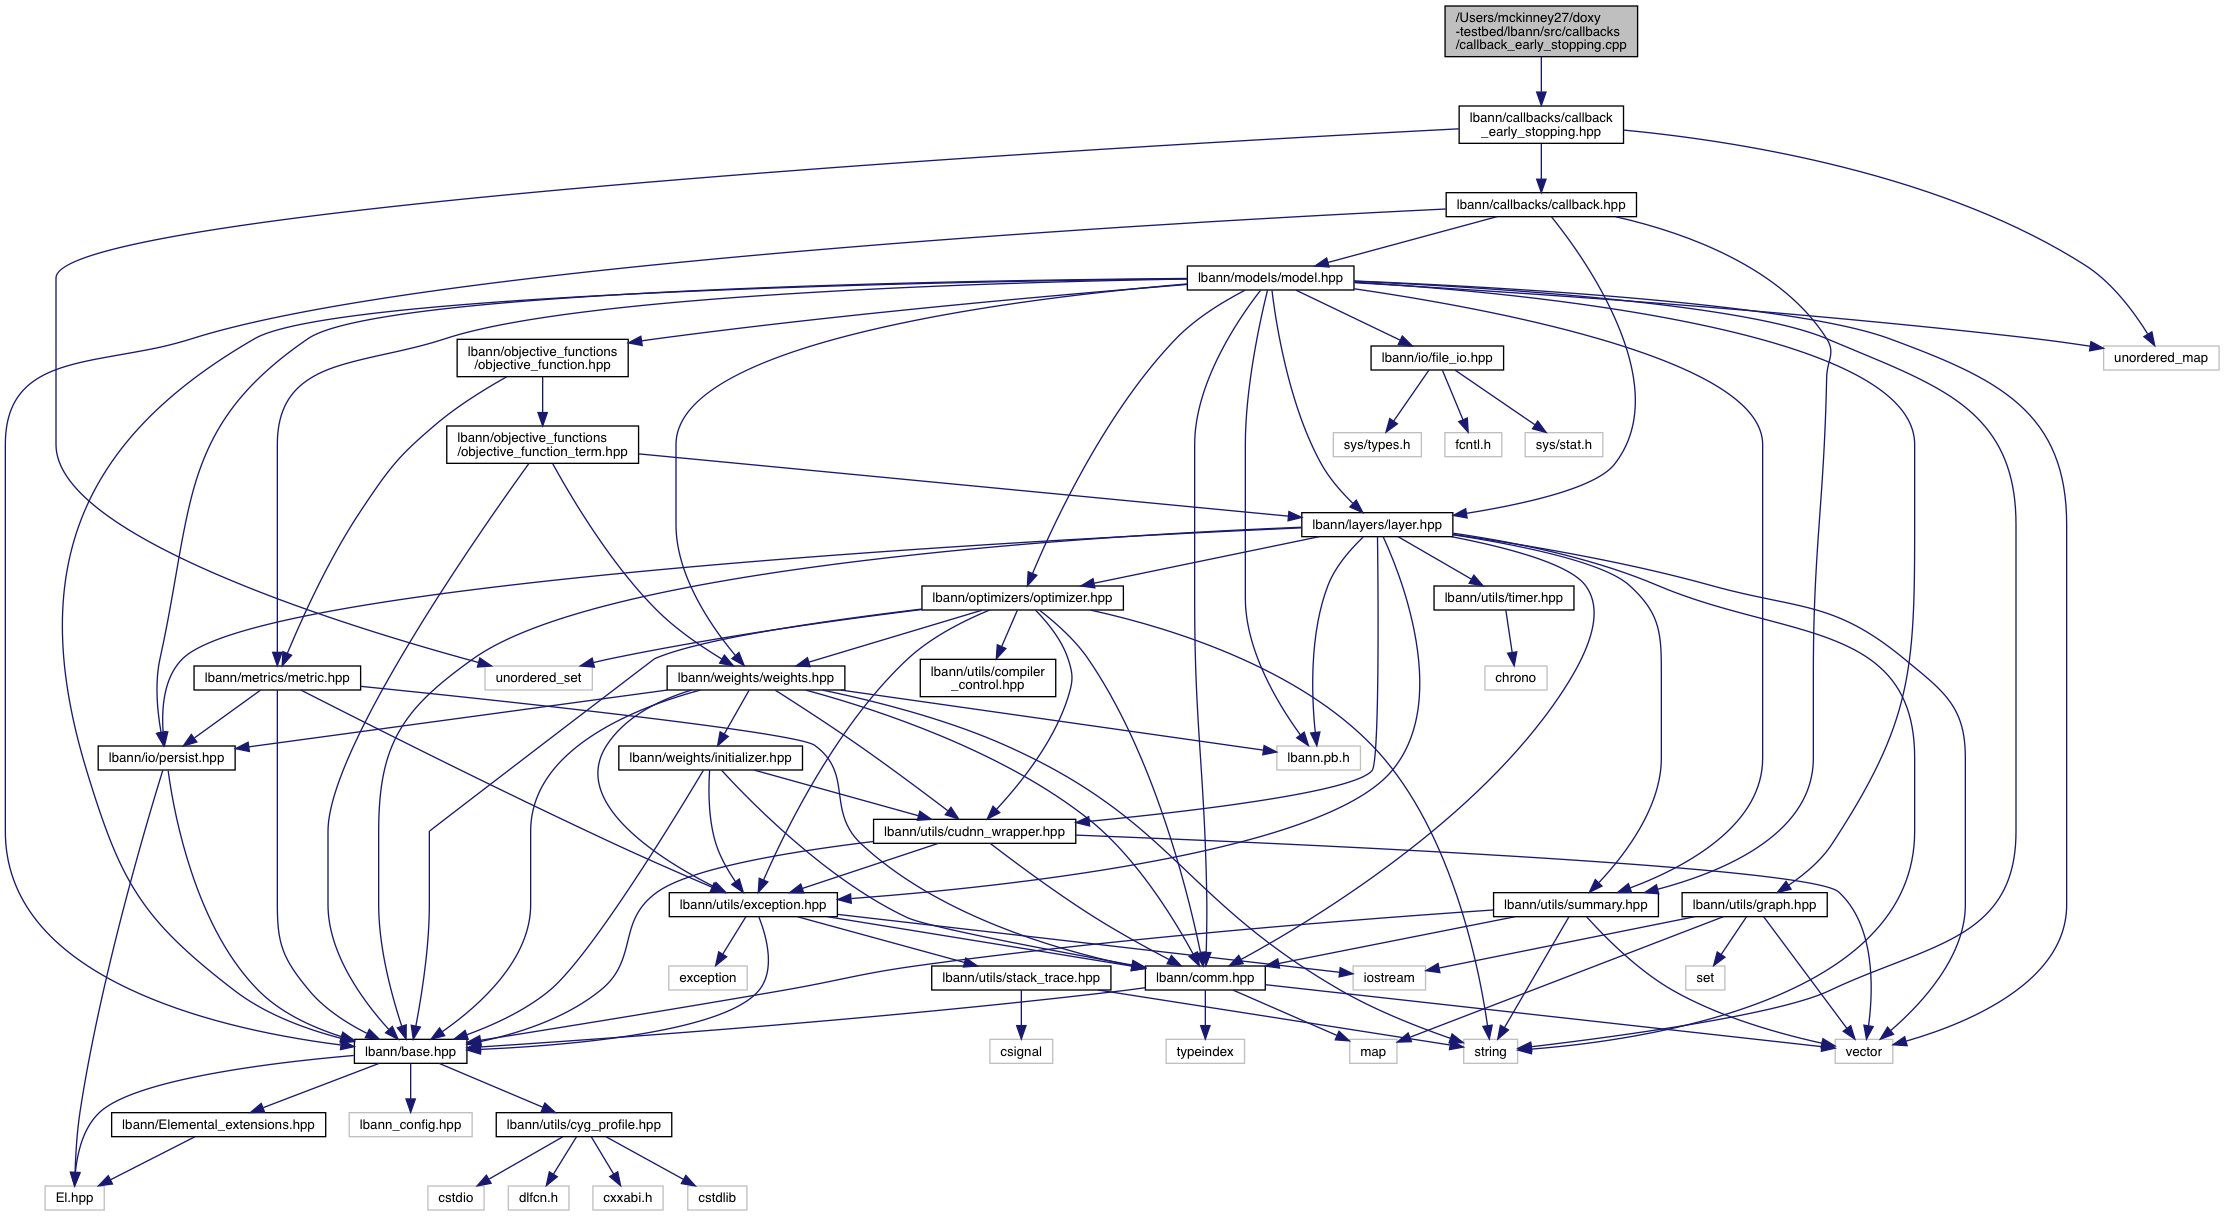 /Users/mckinney27/doxy
-testbed/lbann/src/callbacks
/callback_early_stopping.cpp
lbann/callbacks/callback
_early_stopping.hpp
lbann/callbacks/callback.hpp
lbann/models/model.hpp
lbann/objective_functions
/objective_function.hpp
lbann/io/file_io.hpp
unordered_map
lbann/objective_functions
/objective_function_term.hpp
sys/types.h
fcntl.h
sys/stat.h
lbann/layers/layer.hpp
lbann/optimizers/optimizer.hpp
lbann/utils/timer.hpp
lbann/metrics/metric.hpp
unordered_set
lbann/weights/weights.hpp
lbann/utils/compiler
_control.hpp
chrono
lbann/io/persist.hpp
lbann/weights/initializer.hpp
lbann.pb.h
lbann/utils/cudnn_wrapper.hpp
lbann/utils/exception.hpp
lbann/utils/summary.hpp
lbann/utils/graph.hpp
exception
lbann/utils/stack_trace.hpp
lbann/comm.hpp
iostream
set
lbann/base.hpp
csignal
typeindex
map
string
vector
lbann/Elemental_extensions.hpp
lbann_config.hpp
lbann/utils/cyg_profile.hpp
El.hpp
cstdio
dlfcn.h
cxxabi.h
cstdlib